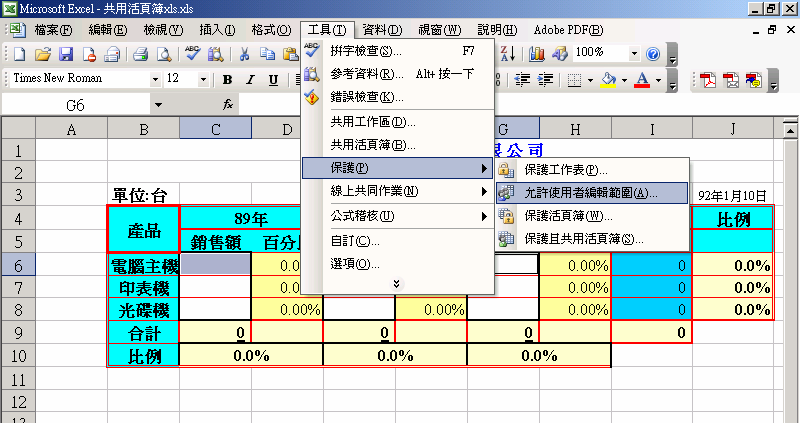 Microsoft Excel - 共用活頁簿xls.xls
檔案(F) 編輯(E) 檢視(V) 插入(I) 格式(O) 工具(T) 資料(D) 視窗(W) 說明(H) Adobe PDF(B)
100%
Times New Roman 12 B I U A
G6 fx
拼字檢查(S)... F7
參考資料(R)... Alt+ 按一下
錯誤檢查(K)...
共用工作區(D)...
共用活頁簿(B)...
保護(P)
線上共同作業(N)
公式稽核(U)
自訂(C)...
選項(O)...
保護工作表(P)...
允許使用者編輯範圍(A)...
保護活頁簿(W)...
保護且共用活頁簿(S)...
A B C D G H I J
1 限公司
2
3 單位:台 92年1月10日
4 產品 89年 比例
5 銷售額 百分比
6 電腦主機 0.00% 0 0.0%
7 印表機 0.00% 0 0.0%
8 光碟機 0.00% 0.00% 0.00% 0 0.0%
9 合計 0 0 0 0
10 比例 0.0% 0.0% 0.0%
11
12